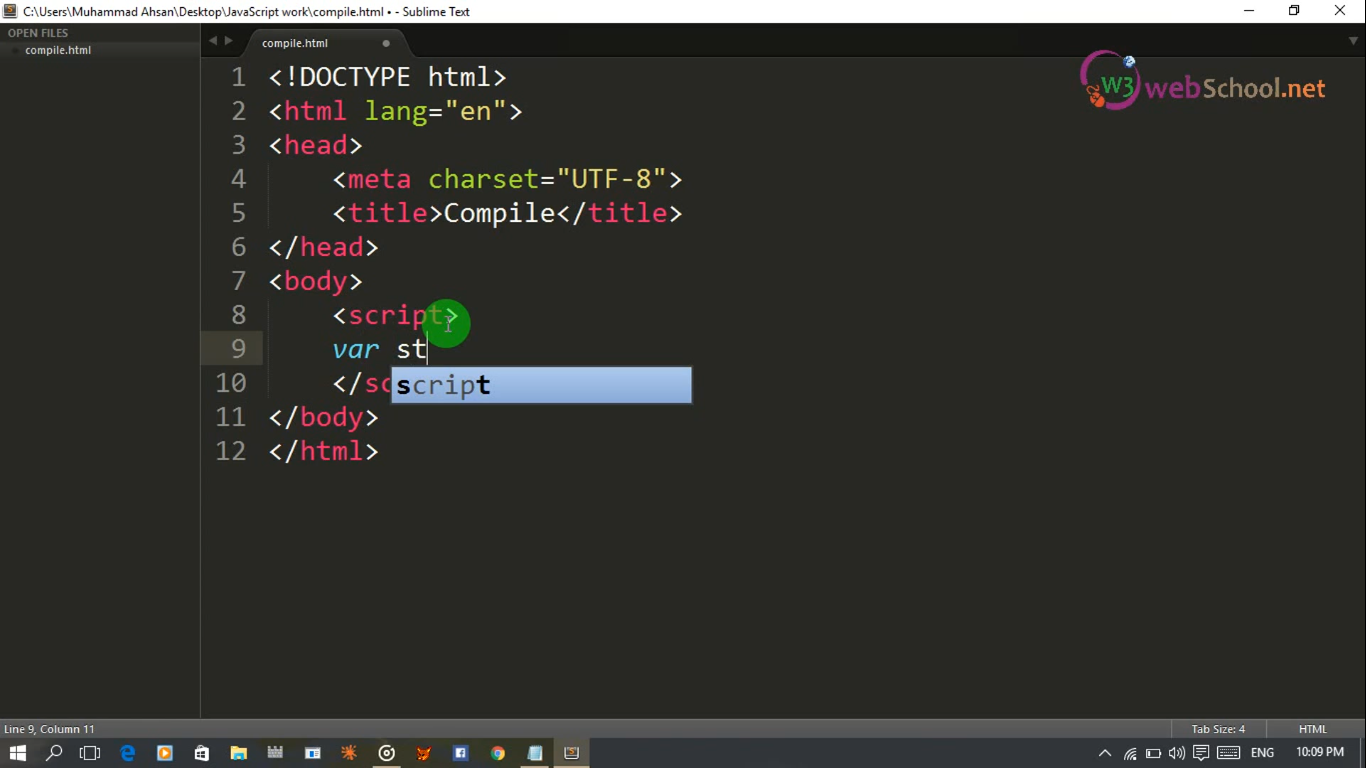 C:\Users\Muhammad Ahsan\Desktop\JavaScript work\compile.html • - Sublime Text
OPEN FILES
compile.html
compile.html
W3 webSchool.net
1 <!DOCTYPE html>
2 <html lang="en">
3 <head>
4 <meta charset="UTF-8">
5 <title>Compile</title>
6 </head>
7 <body>
8 <script>
9 var st
10 </sc
script
11 </body>
12 </html>
Line 9, Column 11
Tab Size: 4
HTML
ENG
10:09 PM